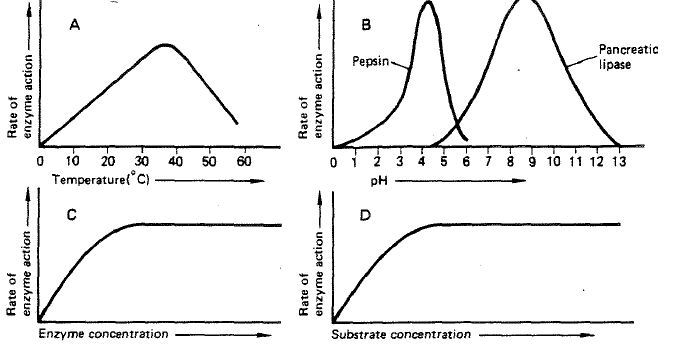 A
Rate of
enzyme action
0 10 20 30 40 50 60
Temperature(°C)
B
Pepsin
Pancreatic
lipase
Rate of
enzyme action
0 1 2 3 4 5 6 7 8 9 10 11 12 13
pH
C
Rate of
enzyme action
Enzyme concentration
D
Rate of
enzyme action
Substrate concentration